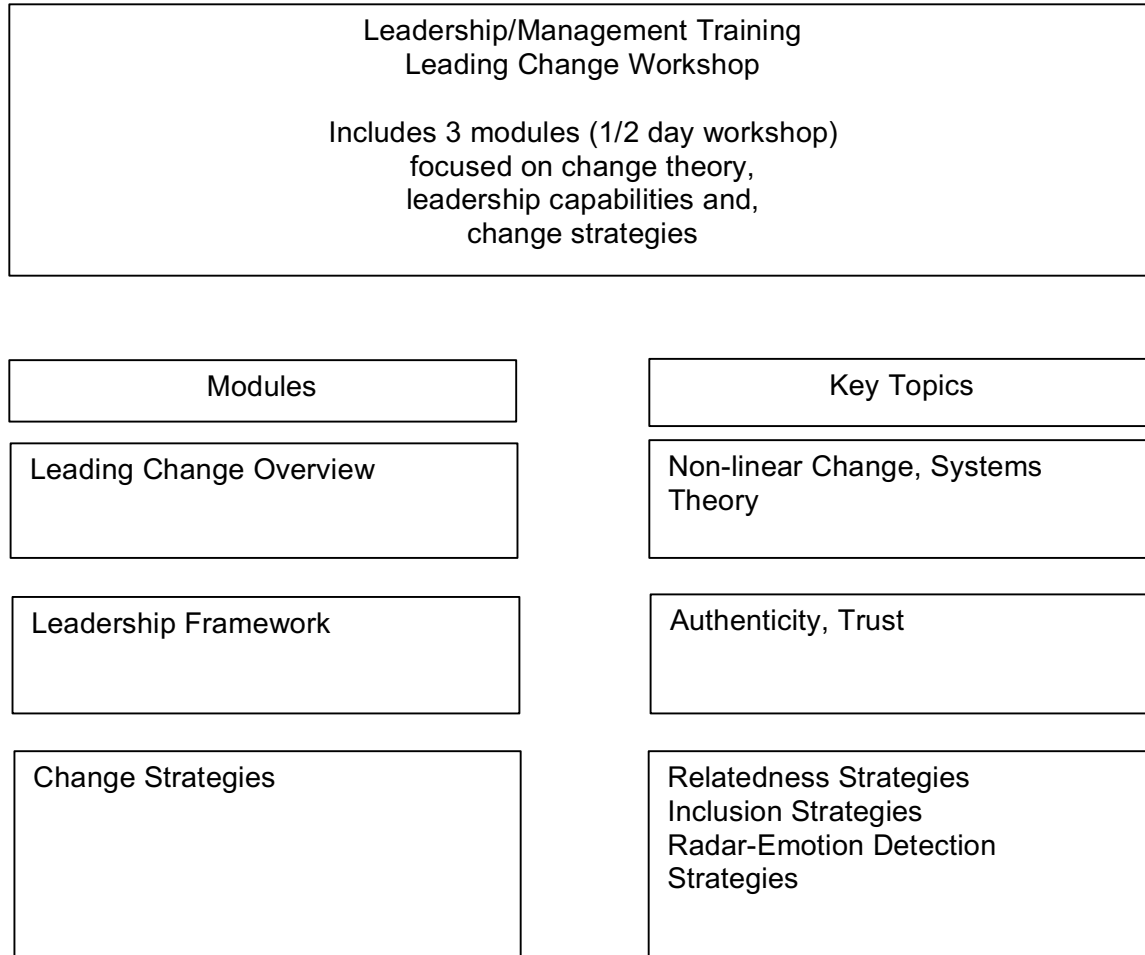 Leadership/Management Training
Leading Change Workshop
Includes 3 modules (1/2 day workshop)
focused on change theory,
leadership capabilities and,
change strategies
Modules
Key Topics
Leading Change Overview
Non-linear Change, Systems
Theory
Leadership Framework
Authenticity, Trust
Change Strategies
Relatedness Strategies
Inclusion Strategies
Radar-Emotion Detection
Strategies